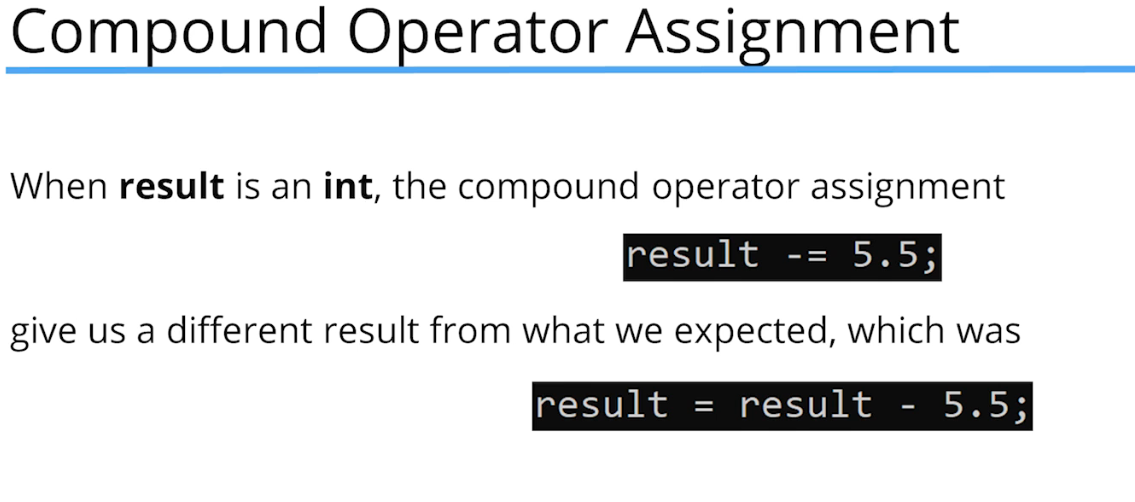 Compound Operator Assignment
When result is an int, the compound operator assignment
result -= 5.5;
give us a different result from what we expected, which was
result = result - 5.5;